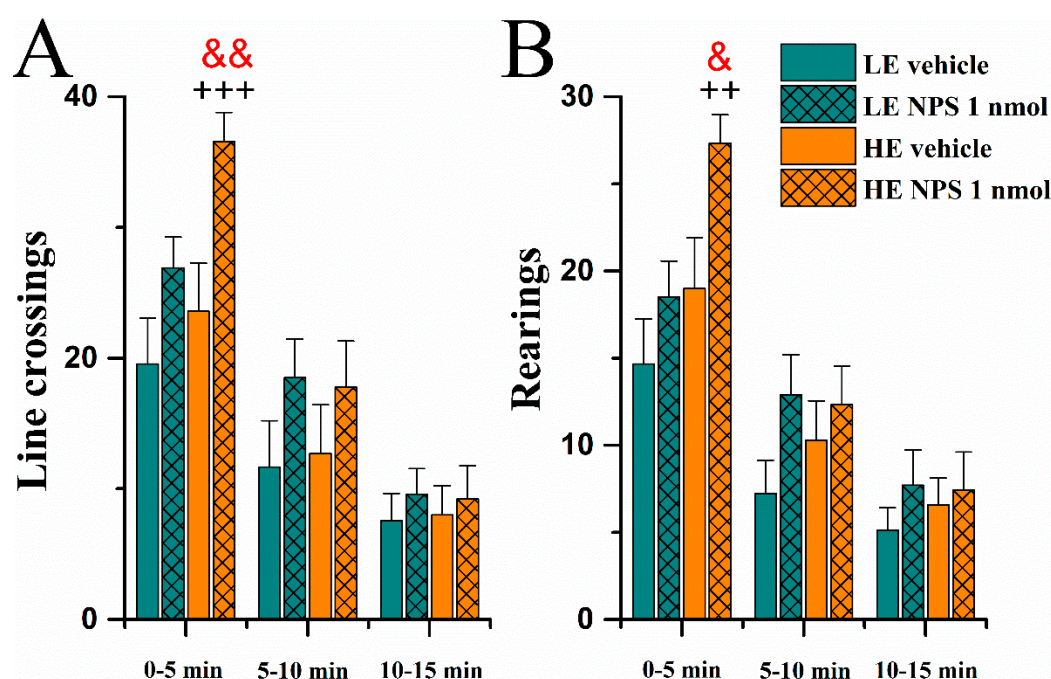 A
&&
+++
40
20
0
Line crossings
0-5 min 5-10 min 10-15 min
B
&
++
30
20
10
0
Rearings
0-5 min 5-10 min 10-15 min
LE vehicle
LE NPS 1 nmol
HE vehicle
HE NPS 1 nmol